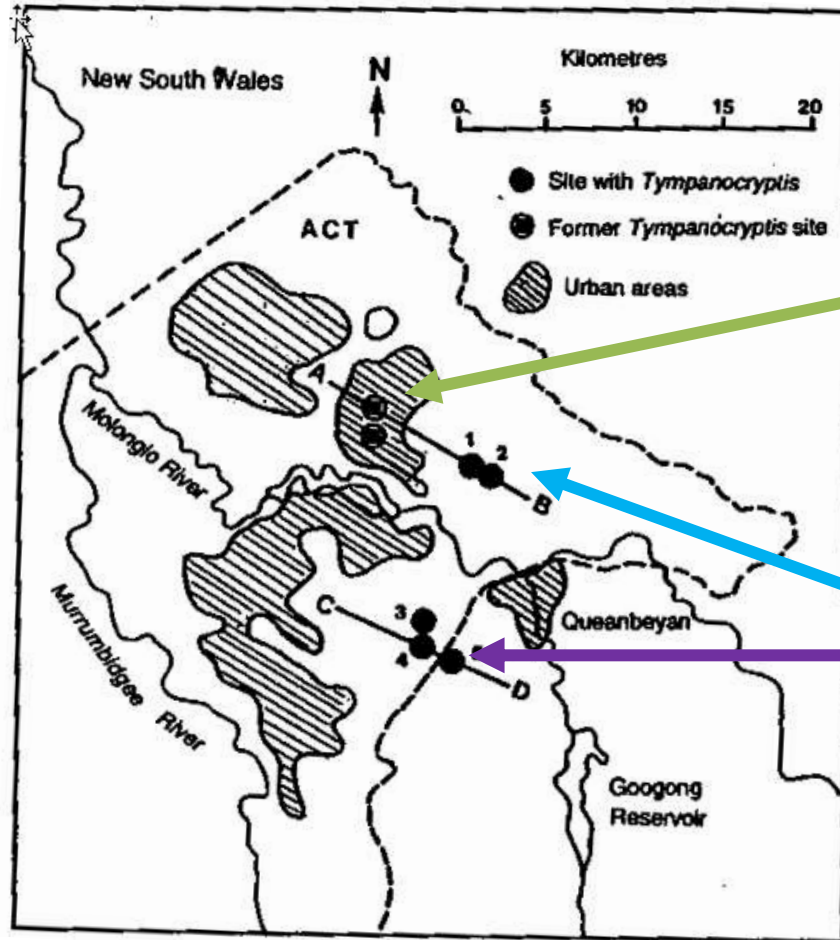 New South Wales
N
Kilometres
0 5 10 15 20
Site with Tympanocryptis
Former Tympanocryptis site
Urban areas
ACT
A
1 2
B
Molonglo River
C
3
4
D
Queanbeyan
Murrumbidgee River
Googong
Reservoir